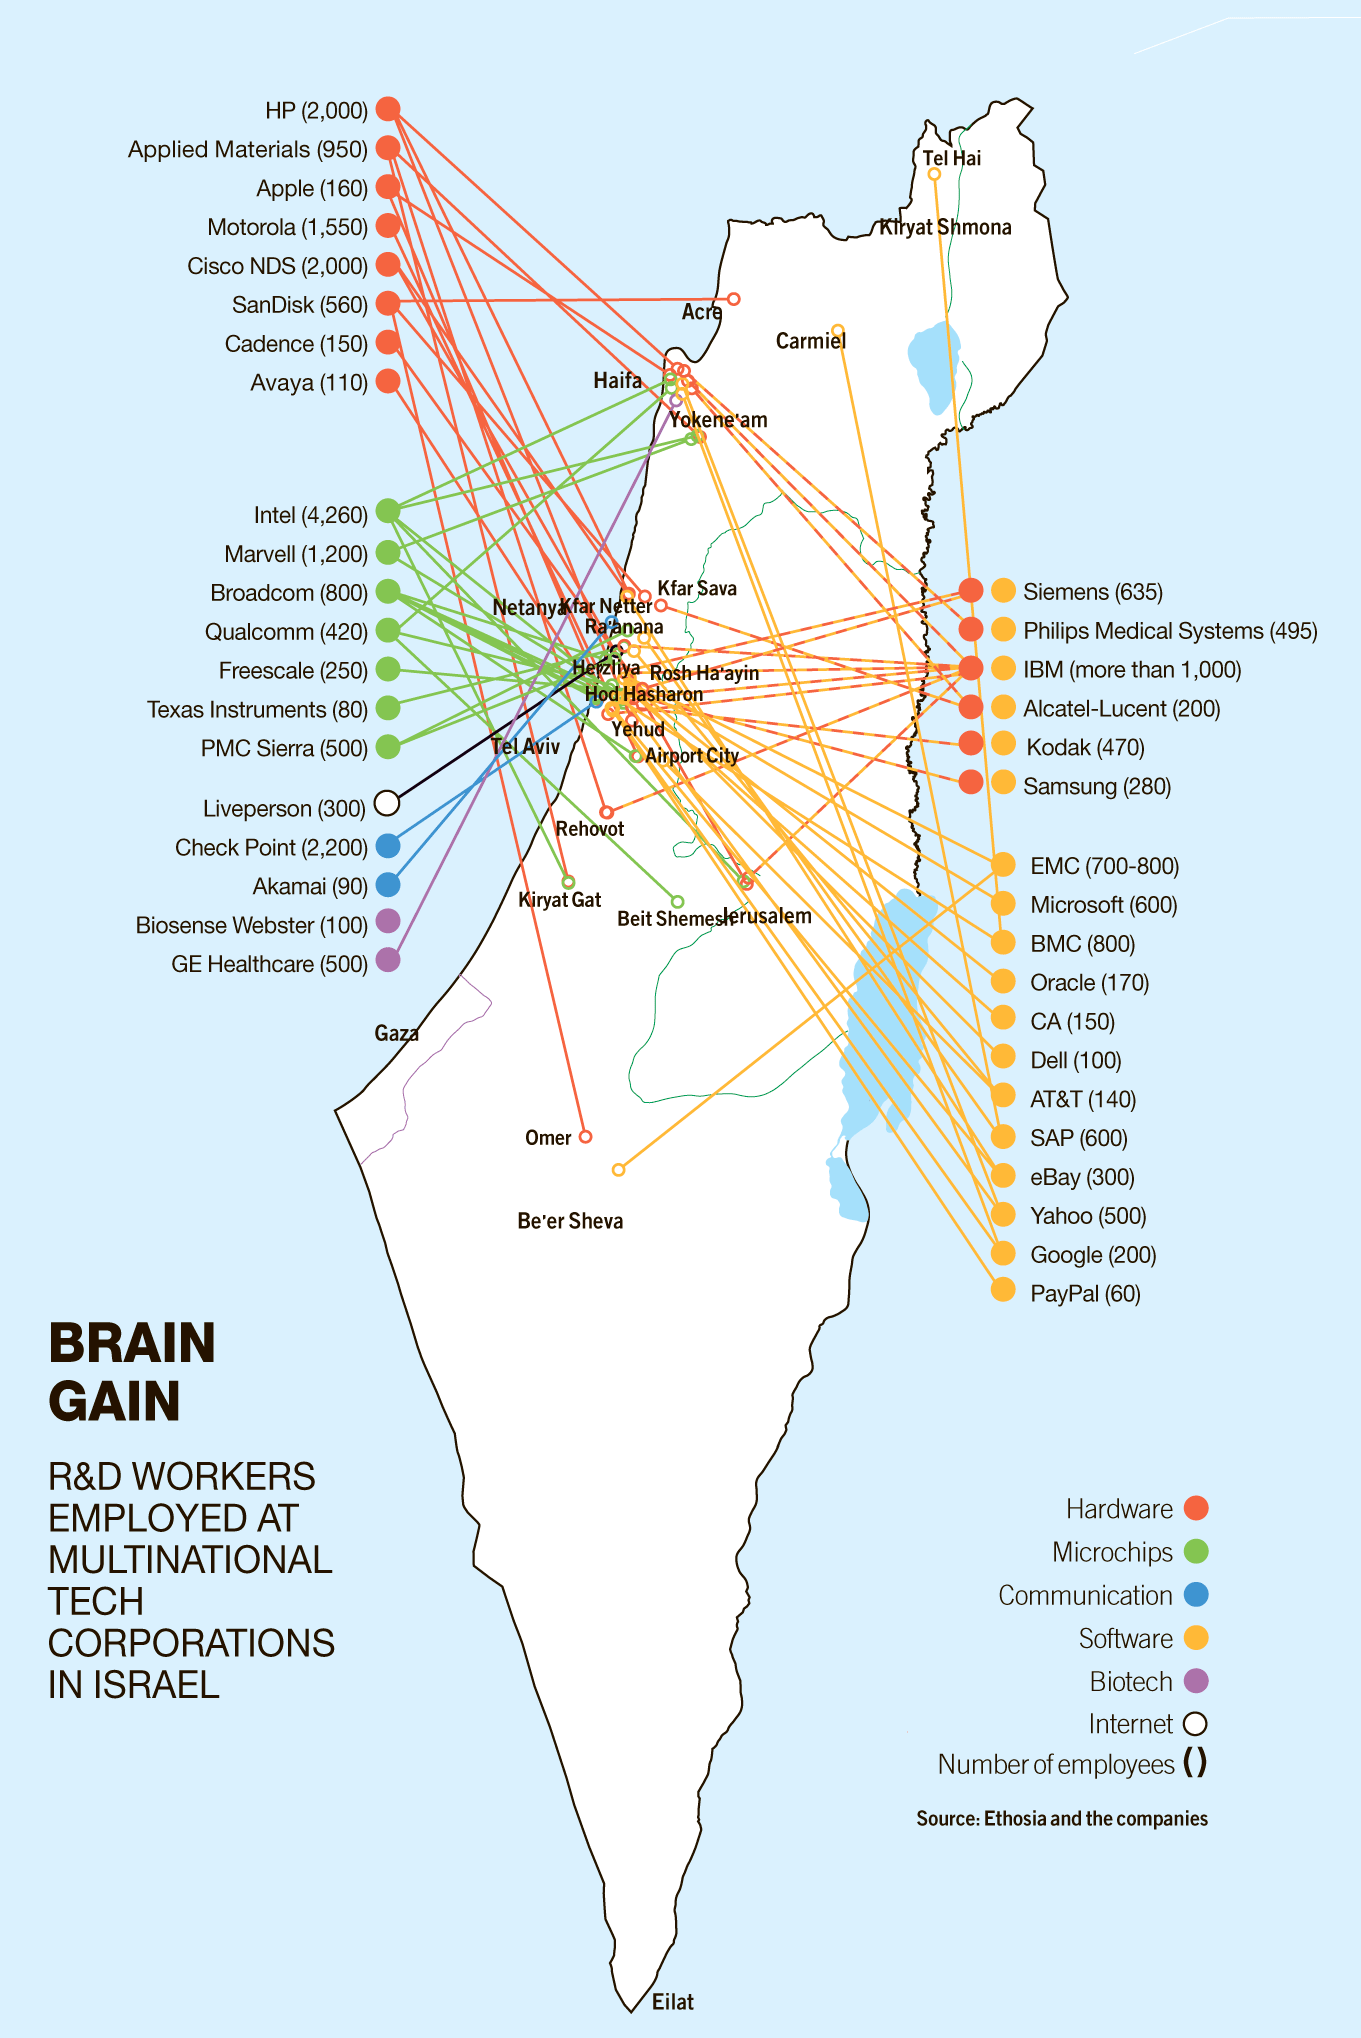 HP (2,000)
Applied Materials (950)
Apple (160)
Motorola (1,550)
Cisco NDS (2,000)
SanDisk (560)
Cadence (150)
Avaya (110)
Intel (4,260)
Marvell (1,200)
Broadcom (800)
Qualcomm (420)
Freescale (250)
Texas Instruments (80)
PMC Sierra (500)
Liveperson (300)
Check Point (2,200)
Akamai (90)
Biosense Webster (100)
GE Healthcare (500)
Tel Hai
Kiryat Shmona
Acre
Carmiel
Haifa
Yokene'am
Kfar Sava
Netanya
Kfar Netter
Ra'anana
Herzliya
Rosh Ha'ayin
Hod Hasharon
Yehud
Tel Aviv
Airport City
Rehovot
Kiryat Gat
Beit Shemesh
Jerusalem
Gaza
Omer
Be'er Sheva
Eilat
Siemens (635)
Philips Medical Systems (495)
IBM (more than 1,000)
Alcatel-Lucent (200)
Kodak (470)
Samsung (280)
EMC (700-800)
Microsoft (600)
BMC (800)
Oracle (170)
CA (150)
Dell (100)
AT&T (140)
SAP (600)
eBay (300)
Yahoo (500)
Google (200)
PayPal (60)
BRAIN
GAIN
R&D WORKERS
EMPLOYED AT
MULTINATIONAL
TECH
CORPORATIONS
IN ISRAEL
Hardware
Microchips
Communication
Software
Biotech
Internet
Number of employees ()
Source: Ethosia and the companies